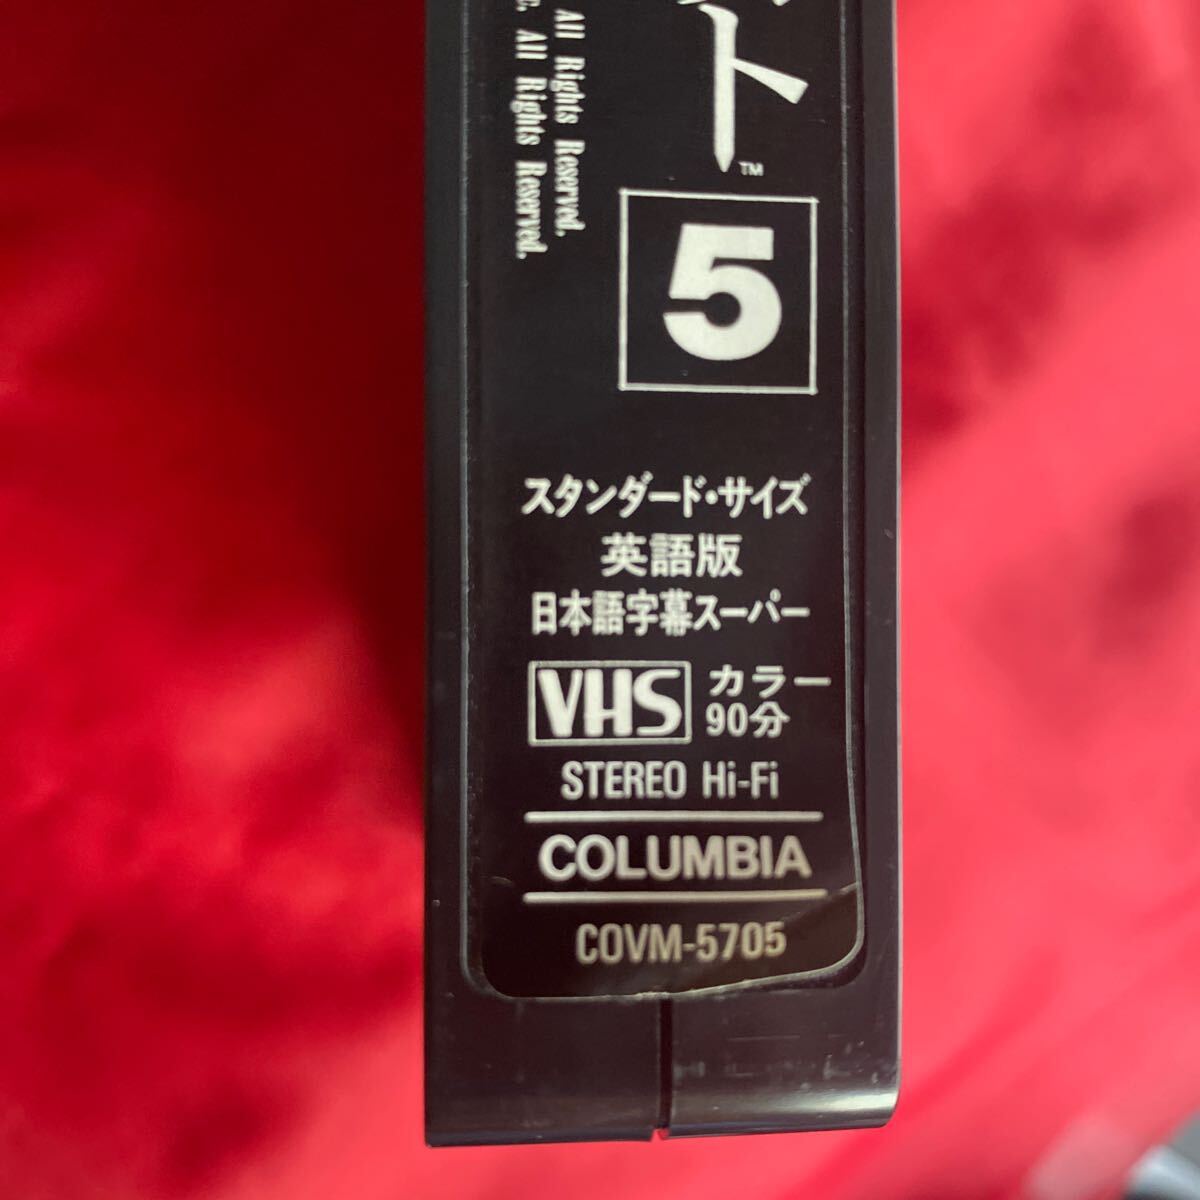 ト™
All Rights Reserved.
c. All Rights Reserved.
5
スタンダード・サイズ
英語版
日本語字幕スーパー
VHS カラー
90分
STEREO Hi-Fi
COLUMBIA
COVM-5705